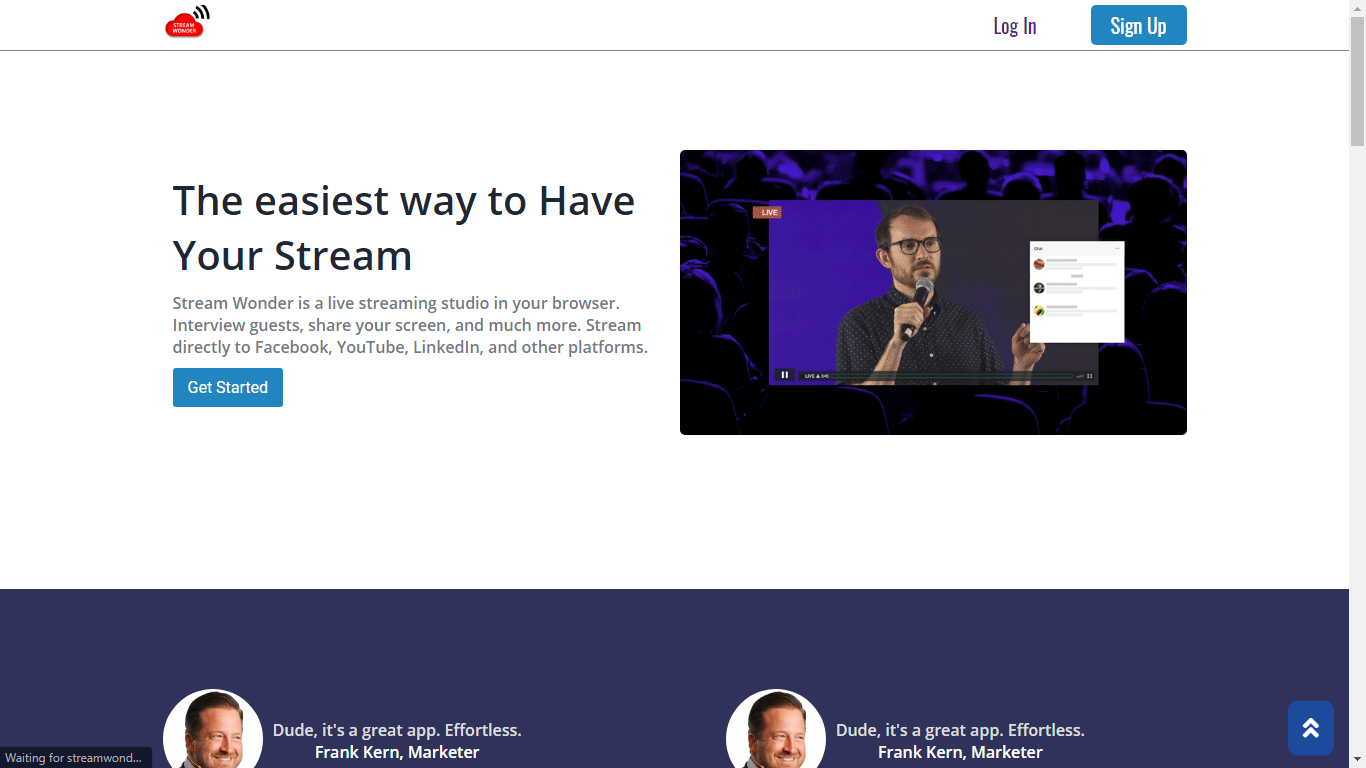 STREAM
WONDER
Log In
Sign Up
The easiest way to Have
Your Stream
Stream Wonder is a live streaming studio in your browser.
Interview guests, share your screen, and much more. Stream
directly to Facebook, YouTube, LinkedIn, and other platforms.
Get Started
LIVE
Chat
LIVE
Dude, it's a great app. Effortless.
Frank Kern, Marketer
Dude, it's a great app. Effortless.
Frank Kern, Marketer
Waiting for streamwond...